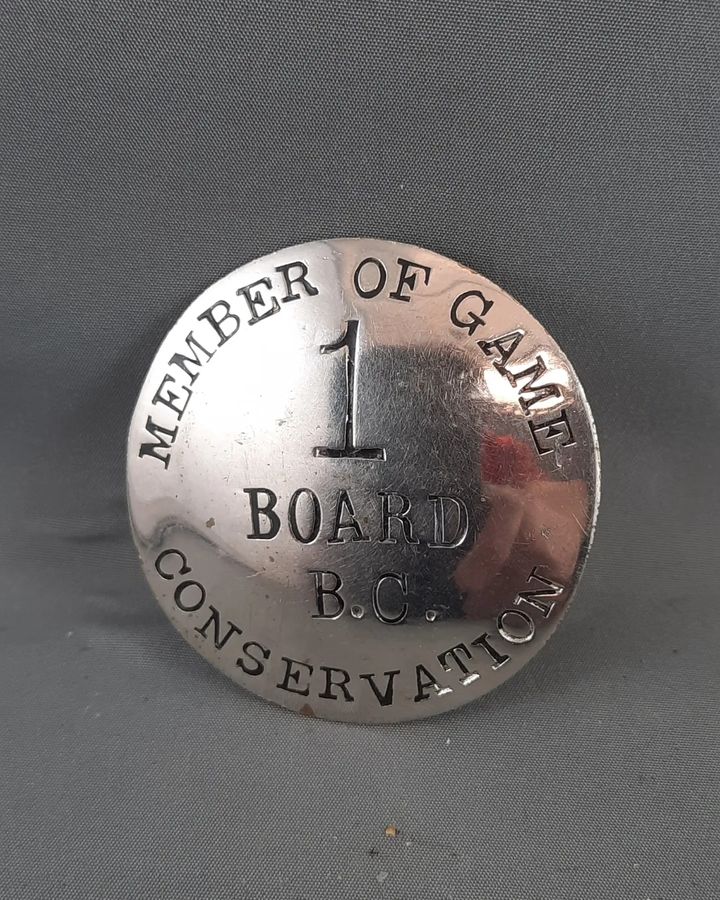 MEMBER OF GAME
1
BOARD
B.C.
CONSERVATION